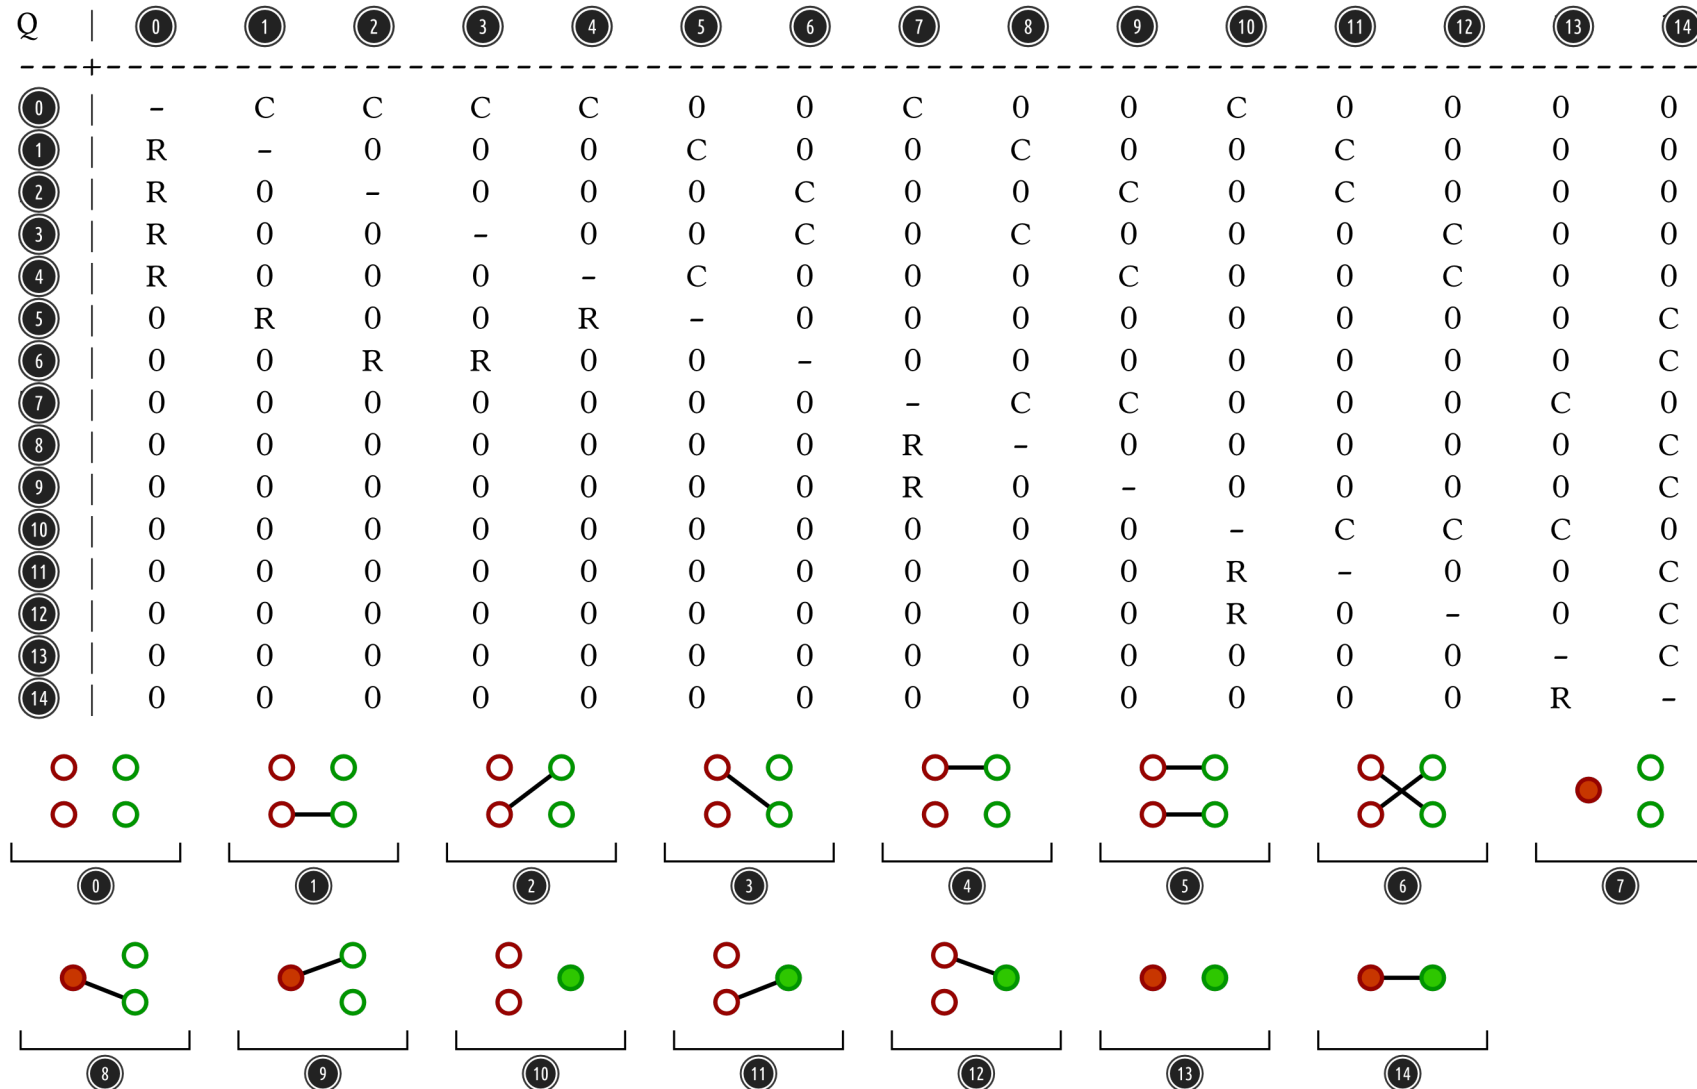 Q | 0 1 2 3 4 5 6 7 8 9 10 11 12 13 14
0 | - C C C C 0 0 C 0 0 C 0 0 0 0
1 | R - 0 0 0 C 0 0 C 0 0 C 0 0 0
2 | R 0 - 0 0 0 C 0 0 C 0 C 0 0 0
3 | R 0 0 - 0 0 C 0 C 0 0 0 C 0 0
4 | R 0 0 0 - C 0 0 0 C 0 0 C 0 0
5 | 0 R 0 0 R - 0 0 0 0 0 0 0 0 C
6 | 0 0 R R 0 0 - 0 0 0 0 0 0 0 C
7 | 0 0 0 0 0 0 0 - C C 0 0 0 C 0
8 | 0 0 0 0 0 0 0 R - 0 0 0 0 0 C
9 | 0 0 0 0 0 0 0 R 0 - 0 0 0 0 C
10 | 0 0 0 0 0 0 0 0 0 0 - C C C 0
11 | 0 0 0 0 0 0 0 0 0 0 R - 0 0 C
12 | 0 0 0 0 0 0 0 0 0 0 R 0 - 0 C
13 | 0 0 0 0 0 0 0 0 0 0 0 0 0 - C
14 | 0 0 0 0 0 0 0 0 0 0 0 0 0 R -
0 1 2 3 4 5 6 7
8 9 10 11 12 13 14